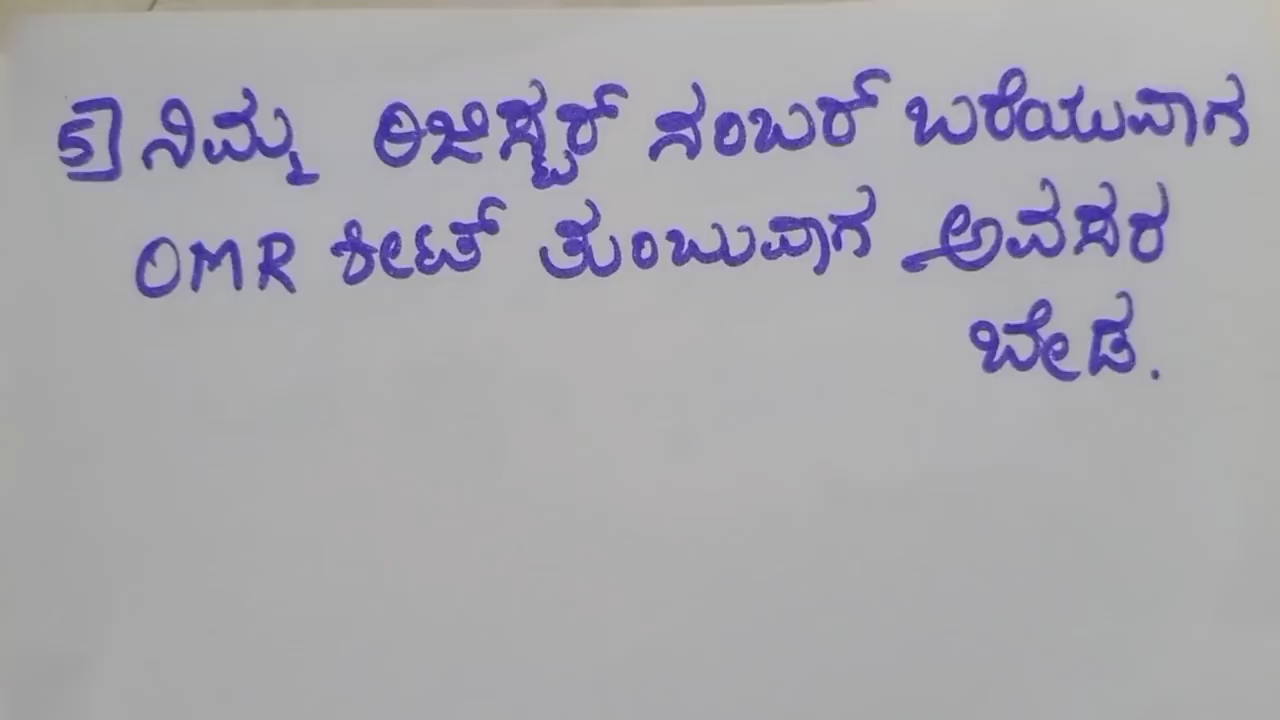 5] ನಿಮ್ಮ ರಿಜಿಸ್ಟರ್ ನಂಬರ್ ಬರೆಯುವಾಗ
OMR ಶೀಟ್ ತುಂಬುವಾಗ ಅವಸರ
ಬೇಡ.